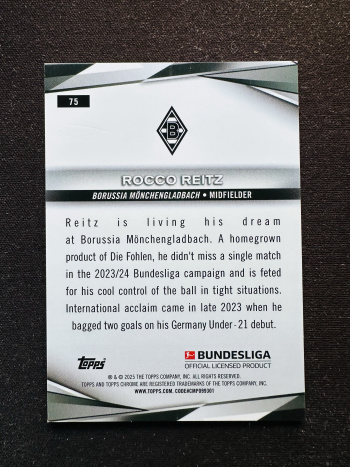 75
B
ROCCO REITZ
BORUSSIA MÖNCHENGLADBACH • MIDFIELDER
Reitz is living his dream
at Borussia Mönchengladbach. A homegrown
product of Die Fohlen, he didn't miss a single match
in the 2023/24 Bundesliga campaign and is feted
for his cool control of the ball in tight situations.
International acclaim came in late 2023 when he
bagged two goals on his Germany Under-21 debut.
Topps
BUNDESLIGA
OFFICIAL LICENSED PRODUCT
® & © 2025 THE TOPPS COMPANY, INC. ALL RIGHTS RESERVED.
TOPPS AND TOPPS CHROME ARE REGISTERED TRADEMARKS OF THE TOPPS COMPANY, INC.
WWW.TOPPS.COM. CODE#CMP099361